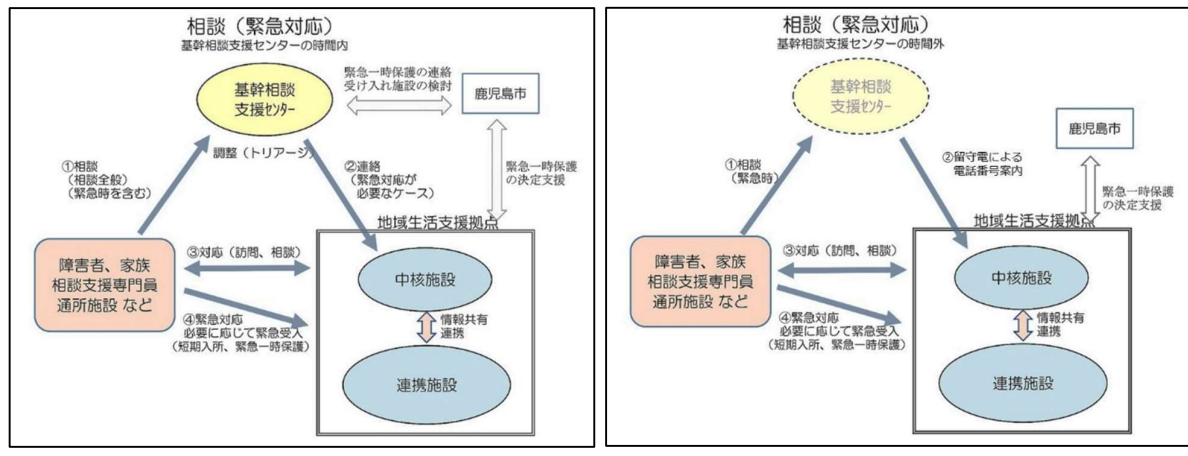 相談（緊急対応）
基幹相談支援センターの時間内
基幹相談
支援ｾﾝﾀｰ
緊急一時保護の連絡
受け入れ施設の検討
鹿児島市
調整（トリアージ）
①相談
(相談全般)
(緊急時を含む)
②連絡
(緊急対応が
必要なケース)
緊急一時保護
の決定支援
地域生活支援拠点
障害者、家族
相談支援専門員
通所施設 など
③対応（訪問、相談）
中核施設
④緊急対応
必要に応じて緊急受入
(短期入所、緊急一時保護)
情報共有
連携
連携施設
相談（緊急対応）
基幹相談支援センターの時間外
基幹相談
支援ｾﾝﾀｰ
鹿児島市
①相談
(緊急時)
②留守電による
電話番号案内
緊急一時保護
の決定支援
地域生活支援拠点
障害者、家族
相談支援専門員
通所施設 など
③対応（訪問、相談）
中核施設
④緊急対応
必要に応じて緊急受入
(短期入所、緊急一時保護)
情報共有
連携
連携施設